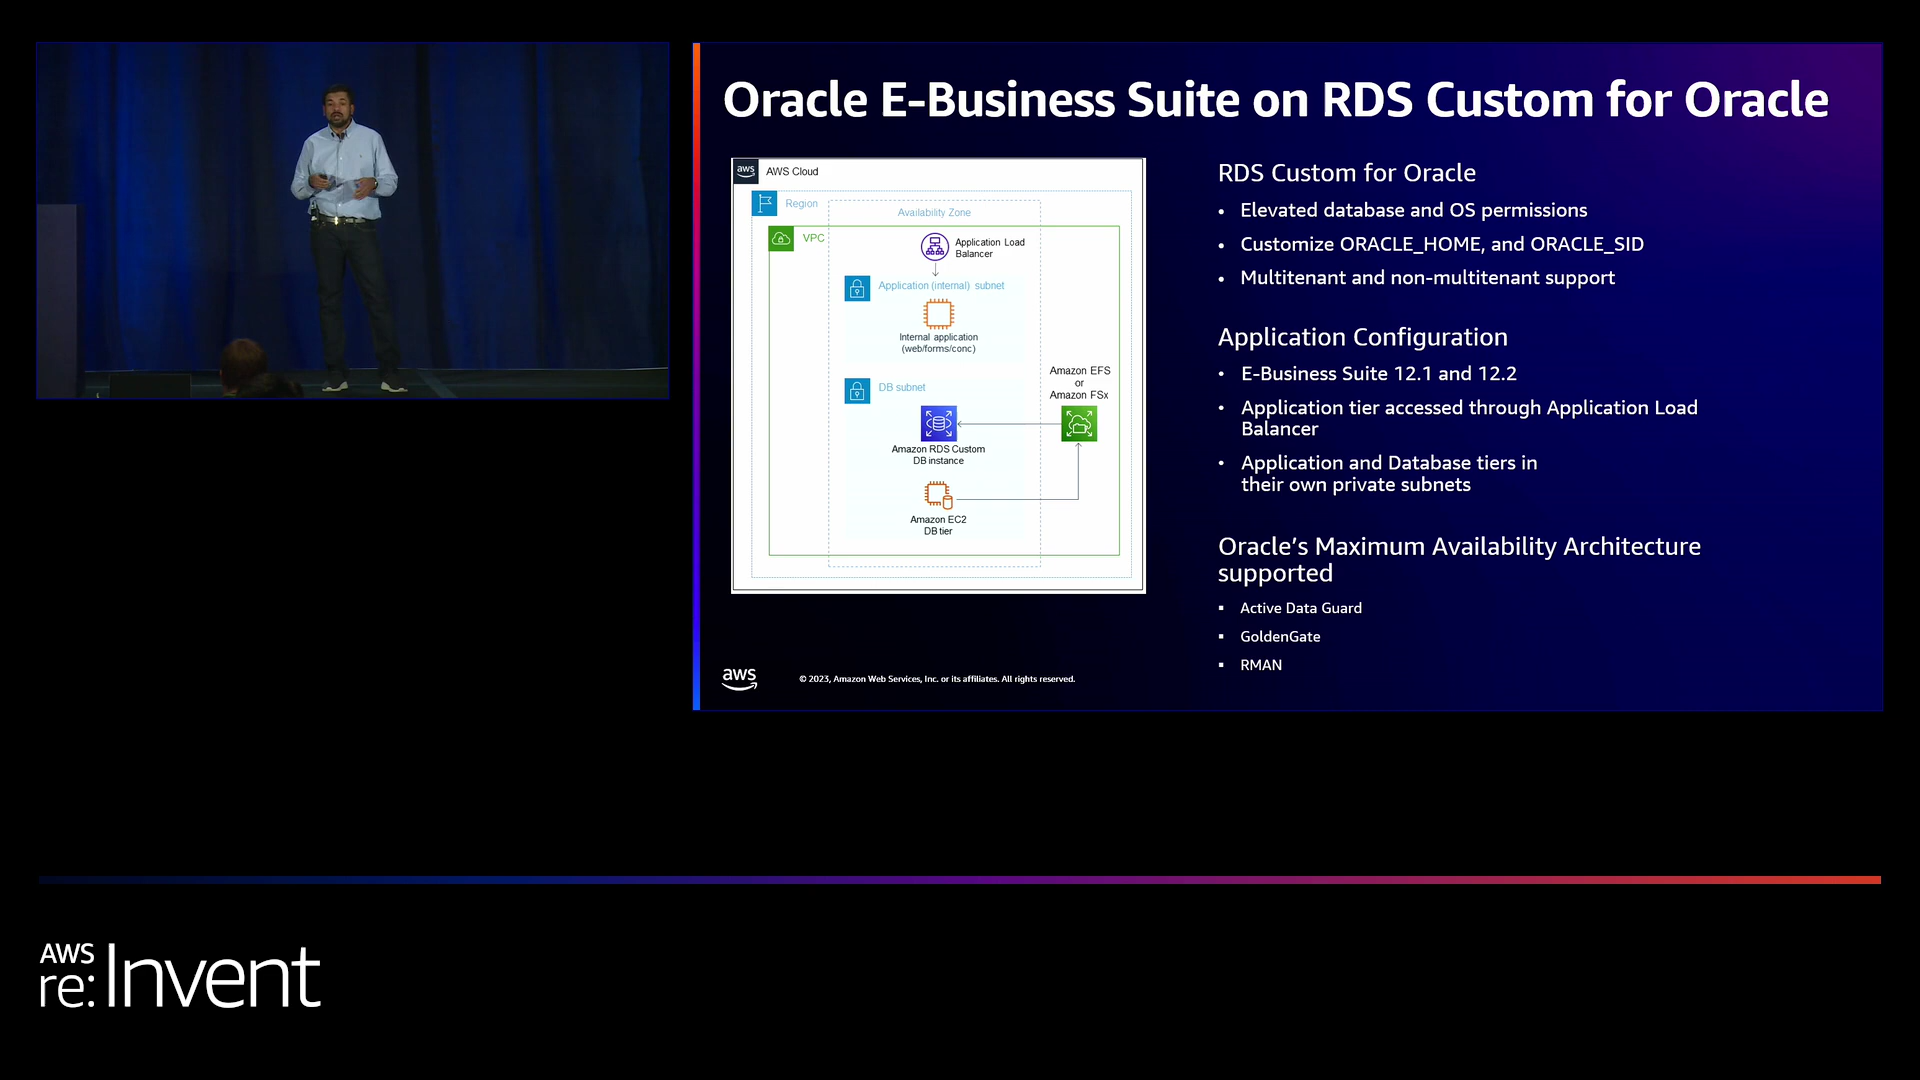 Oracle E-Business Suite on RDS Custom for Oracle
aws
AWS Cloud
Region
Availability Zone
VPC
Application Load
Balancer
Application (internal) subnet
Internal application
(web/forms/conc)
DB subnet
Amazon EFS
or
Amazon FSx
Amazon RDS Custom
DB instance
Amazon EC2
DB tier
RDS Custom for Oracle
• Elevated database and OS permissions
• Customize ORACLE_HOME, and ORACLE_SID
• Multitenant and non-multitenant support
Application Configuration
• E-Business Suite 12.1 and 12.2
• Application tier accessed through Application Load
Balancer
• Application and Database tiers in
their own private subnets
Oracle’s Maximum Availability Architecture
supported
▪ Active Data Guard
▪ GoldenGate
▪ RMAN
aws
© 2023, Amazon Web Services, Inc. or its affiliates. All rights reserved.
AWS
re:Invent